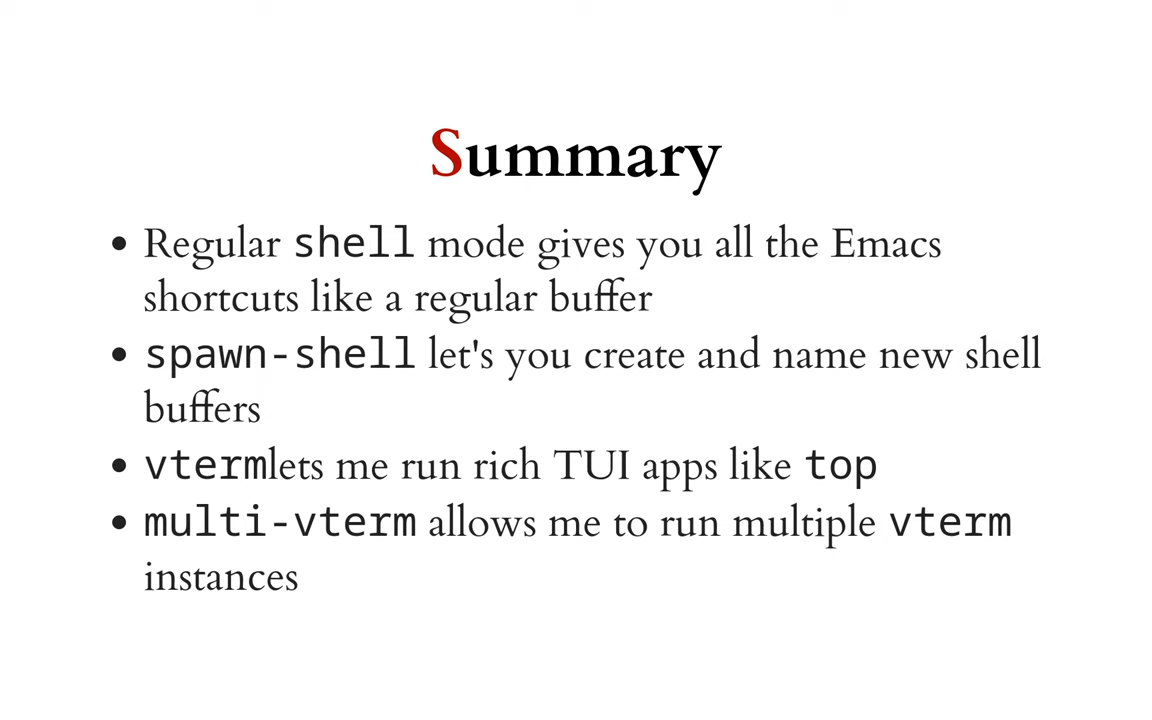 Summary
• Regular shell mode gives you all the Emacs
shortcuts like a regular buffer
• spawn-shell let's you create and name new shell
buffers
• vtermlets me run rich TUI apps like top
• multi-vterm allows me to run multiple vterm
instances